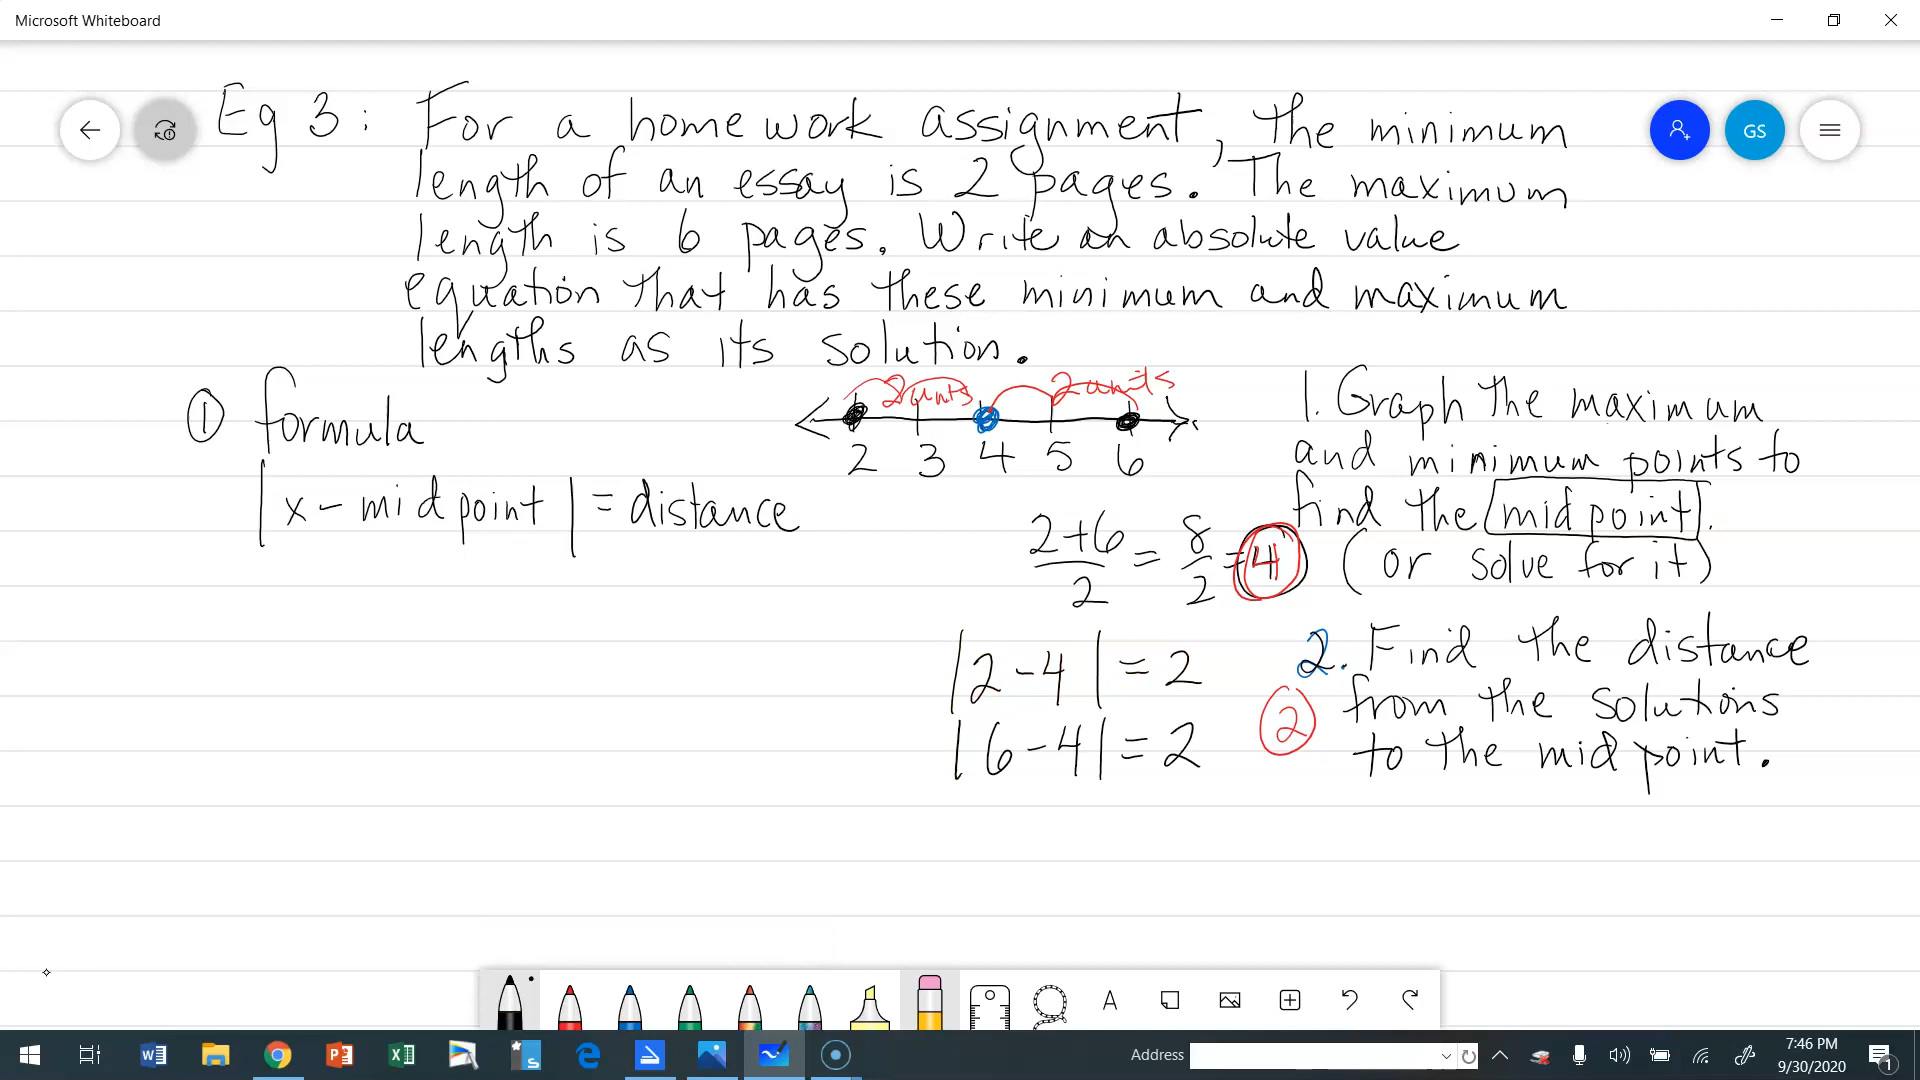 Microsoft Whiteboard
Eg 3: For a homework assignment, the minimum
length of an essay is 2 pages. The maximum
length is 6 pages. Write an absolute value
equation that has these minimum and maximum
lengths as its solution.
GS
① formula
|x - midpoint| = distance
2 units 2 units
2 3 4 5 6
1. Graph the maximum
and minimum points to
find the midpoint.
(or solve for it)
2+6/2 = 8/2 = 4
2. Find the distance
from the solutions
to the midpoint.
|2-4| = 2
|6-4| = 2
②
Address
7:46 PM
9/30/2020
1